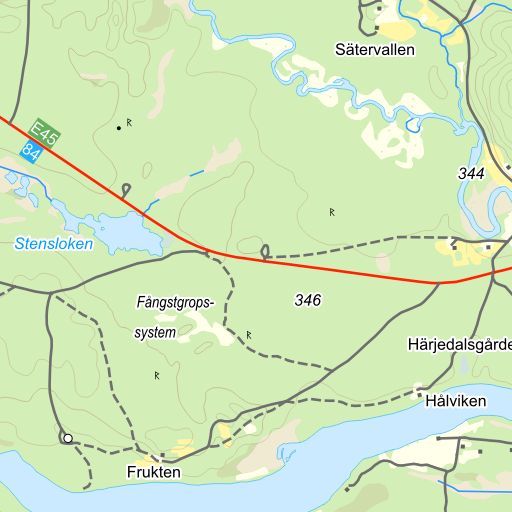 Sätervallen
E45
84
344
Stensloken
Fångstgrops-
system
346
Härjedalsgårde
Hålviken
Frukten
R
R
R
R